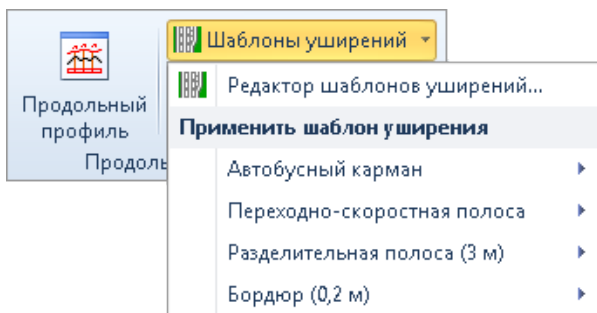 Шаблоны уширений
Продольный
профиль
Редактор шаблонов уширений...
Применить шаблон уширения
Автобусный карман
Переходно-скоростная полоса
Разделительная полоса (3 м)
Бордюр (0,2 м)